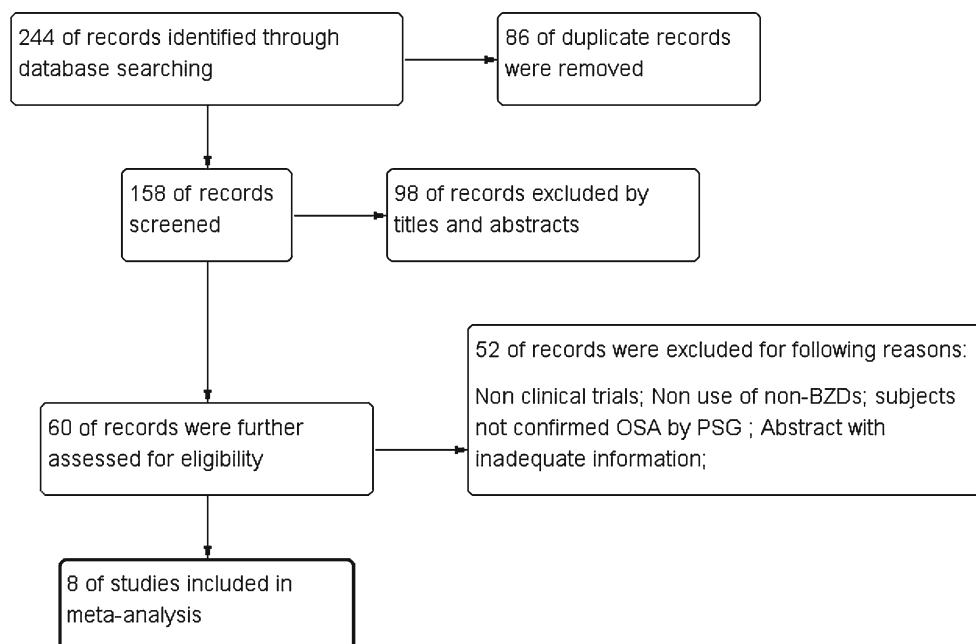 244 of records identified through
database searching
86 of duplicate records
were removed
158 of records
screened
98 of records excluded by
titles and abstracts
60 of records were further
assessed for eligibility
52 of records were excluded for following reasons:
Non clinical trials; Non use of non-BZDs; subjects
not confirmed OSA by PSG ; Abstract with
inadequate information;
8 of studies included in
meta-analysis